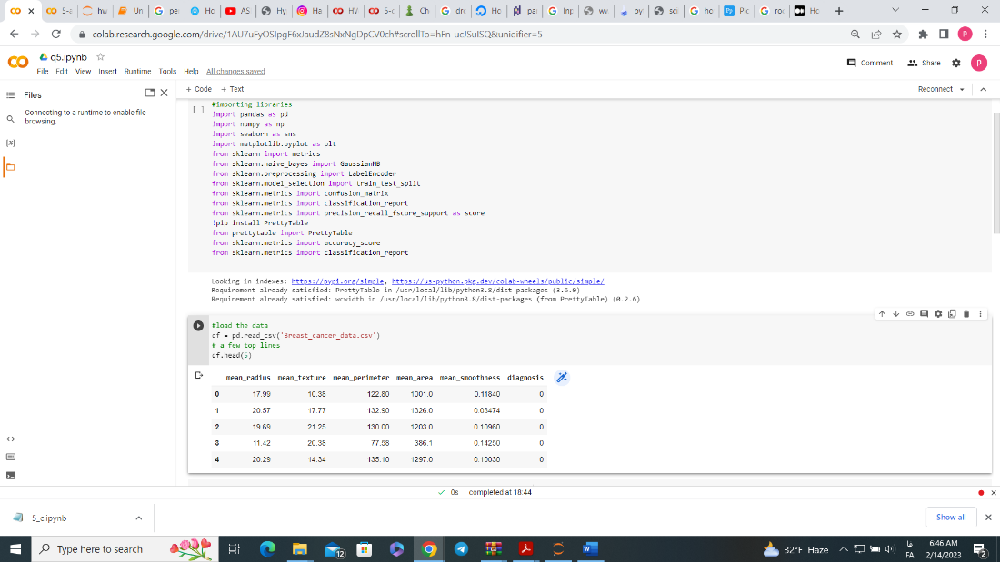 5-a
hw
Un
pe
Ho
AS
Hy
Ha
HV
5-c
Ch
dro
Ho
pa
Inp
wv
py
sci
ho
Plo
ro
Ho
colab.research.google.com/drive/1AU7uFyOSIpgF6xJaudZ8sNxNgDpCV0ch#scrollTo=hFn-ucJSuISQ&uniqifier=5
q5.ipynb
File Edit View Insert Runtime Tools Help All changes saved
Comment Share P
Files
+ Code + Text
Reconnect
Connecting to a runtime to enable file
browsing.
[ ] #importing libraries
import pandas as pd
import numpy as np
import seaborn as sns
import matplotlib.pyplot as plt
from sklearn import metrics
from sklearn.naive_bayes import GaussianNB
from sklearn.preprocessing import LabelEncoder
from sklearn.model_selection import train_test_split
from sklearn.metrics import confusion_matrix
from sklearn.metrics import classification_report
from sklearn.metrics import precision_recall_fscore_support as score
!pip install PrettyTable
from prettytable import PrettyTable
from sklearn.metrics import accuracy_score
from sklearn.metrics import classification_report
Looking in indexes: https://pypi.org/simple, https://us-python.pkg.dev/colab-wheels/public/simple/
Requirement already satisfied: PrettyTable in /usr/local/lib/python3.8/dist-packages (3.6.0)
Requirement already satisfied: wcwidth in /usr/local/lib/python3.8/dist-packages (from PrettyTable) (0.2.6)
#load the data
df = pd.read_csv('Breast_cancer_data.csv')
# a few top lines
df.head(5)
mean_radius mean_texture mean_perimeter mean_area mean_smoothness diagnosis
0 17.99 10.38 122.80 1001.0 0.11840 0
1 20.57 17.77 132.90 1326.0 0.08474 0
2 19.69 21.25 130.00 1203.0 0.10960 0
3 11.42 20.38 77.58 386.1 0.14250 0
4 20.29 14.34 135.10 1297.0 0.10030 0
0s completed at 18:44
5_c.ipynb
Show all
Type here to search
12
32°F Haze
FA
6:46 AM
2/14/2023
2